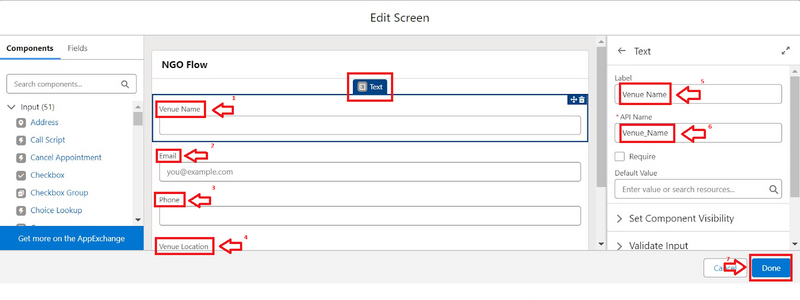 Edit Screen
Components
Fields
Search components...
Input (51)
Address
Call Script
Cancel Appointment
Checkbox
Checkbox Group
Choice Lookup
Get more on the AppExchange
NGO Flow
Text
Venue Name
1
Email
2
you@example.com
Phone
3
Venue Location
4
Text
Label
Venue Name
5
* API Name
Venue_Name
6
Require
Default Value
Enter value or search resources...
Set Component Visibility
Validate Input
Cancel
7
Done